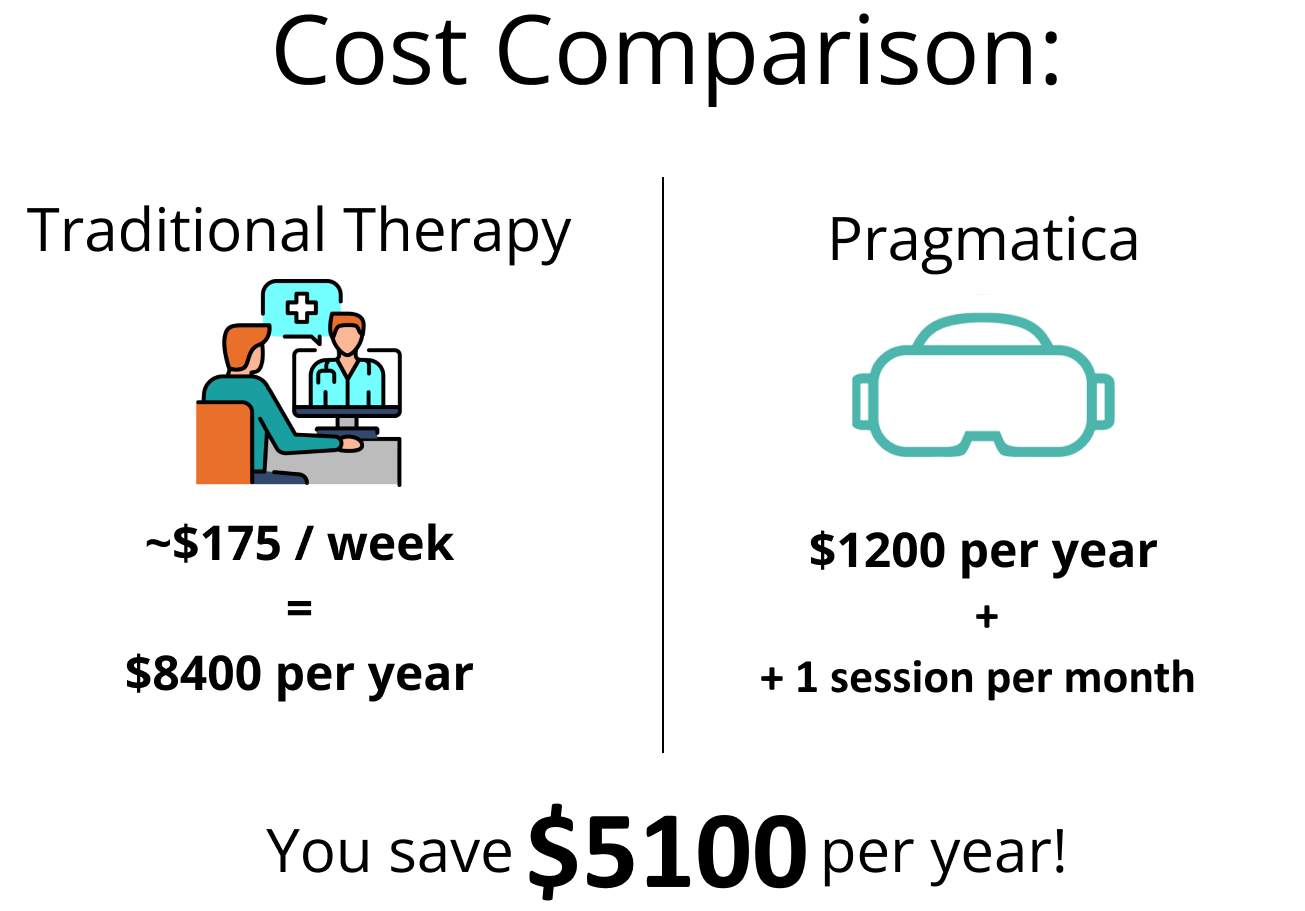 Cost Comparison:
Traditional Therapy
~$175 / week
=
$8400 per year
Pragmatica
$1200 per year
+
+ 1 session per month
You save $5100 per year!